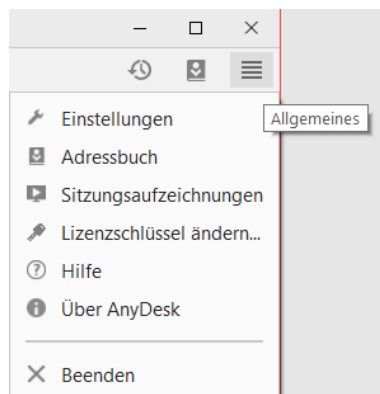 Allgemeines
Einstellungen
Adressbuch
Sitzungsaufzeichnungen
Lizenzschlüssel ändern...
Hilfe
Über AnyDesk
Beenden